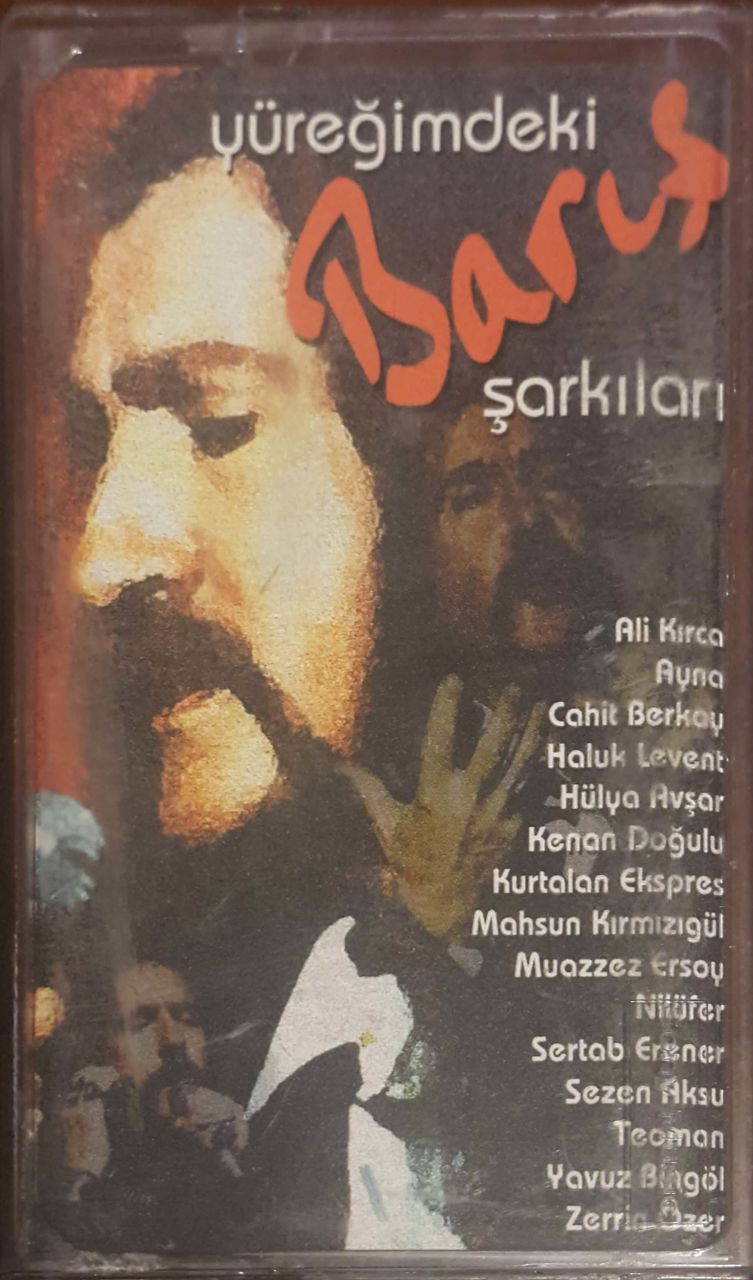 yüreğimdeki
Barış
şarkıları
Ali Kırca
Ayna
Cahit Berkay
Haluk Levent
Hülya Avşar
Kenan Doğulu
Kurtalan Ekspres
Mahsun Kırmızıgül
Muazzez Ersoy
Nilüfer
Sertab Erener
Sezen Aksu
Teoman
Yavuz Bingöl
Zerrin Özer